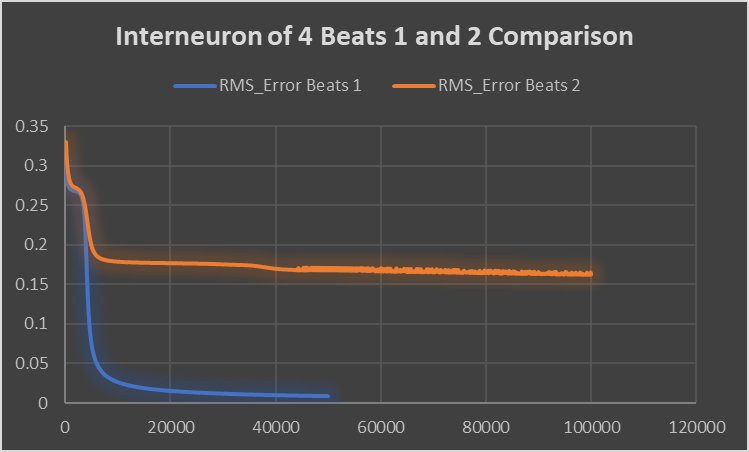 Interneuron of 4 Beats 1 and 2 Comparison
RMS_Error Beats 1 RMS_Error Beats 2
0.35
0.3
0.25
0.2
0.15
0.1
0.05
0
0 20000 40000 60000 80000 100000 120000